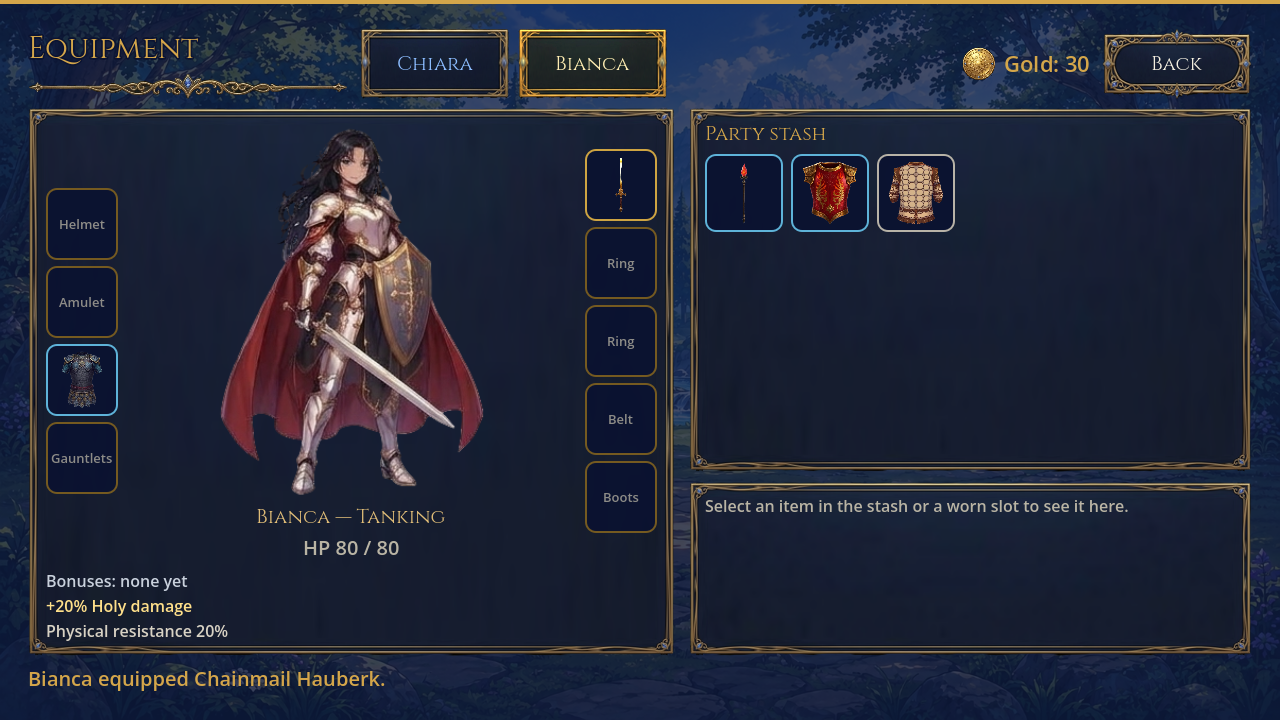 Equipment
Chiara
Bianca
Gold: 30
Back
Helmet
Amulet
Gauntlets
Ring
Ring
Belt
Boots
Bianca — Tanking
HP 80 / 80
Bonuses: none yet
+20% Holy damage
Physical resistance 20%
Party stash
Select an item in the stash or a worn slot to see it here.
Bianca equipped Chainmail Hauberk.